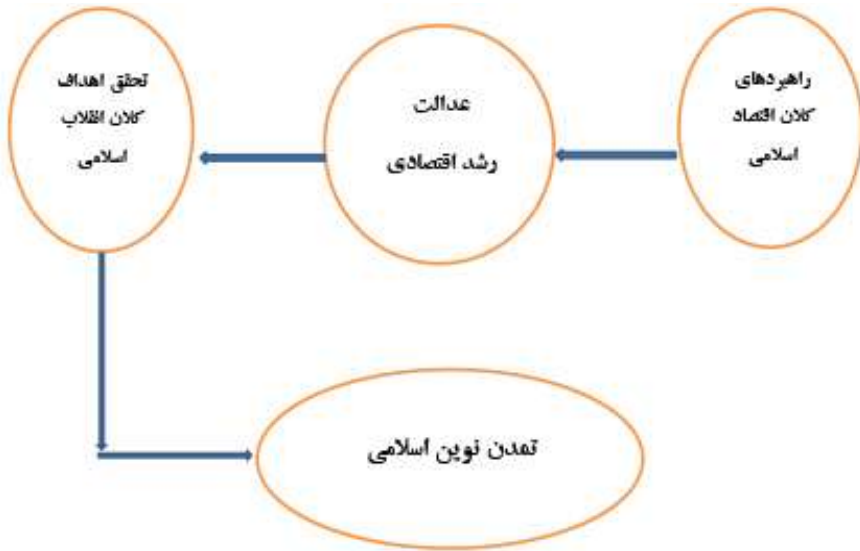 راهبردهای
کلان اقتصاد
اسلامی
عدالت
رشد اقتصادی
تحقق اهداف
کلان انقلاب
اسلامی
تمدن نوین اسلامی